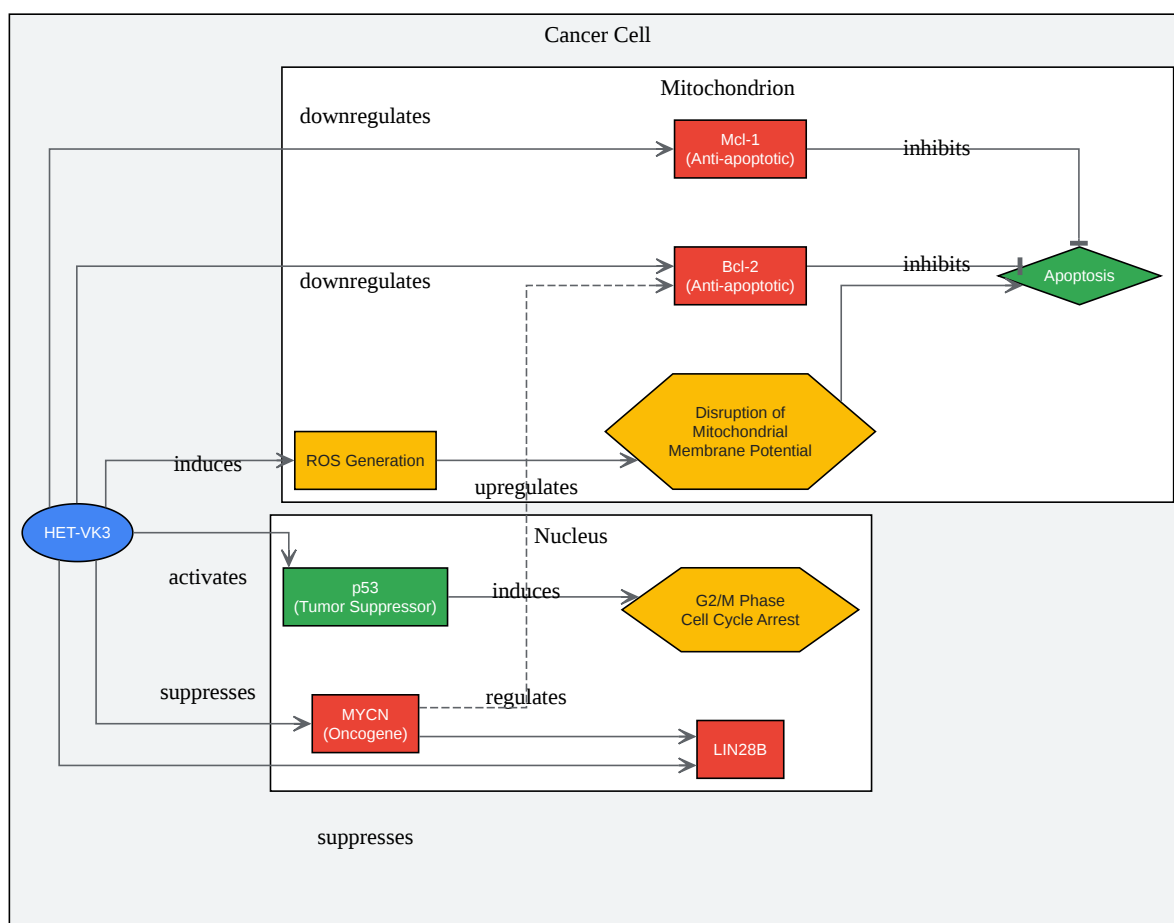 Cancer Cell
Mitochondrion
downregulates
Mcl-1
(Anti-apoptotic)
inhibits
downregulates
Bcl-2
(Anti-apoptotic)
inhibits
Apoptosis
Disruption of
Mitochondrial
Membrane Potential
induces
ROS Generation
upregulates
HET-VK3
Nucleus
activates
p53
(Tumor Suppressor)
induces
G2/M Phase
Cell Cycle Arrest
suppresses
MYCN
(Oncogene)
regulates
LIN28B
suppresses